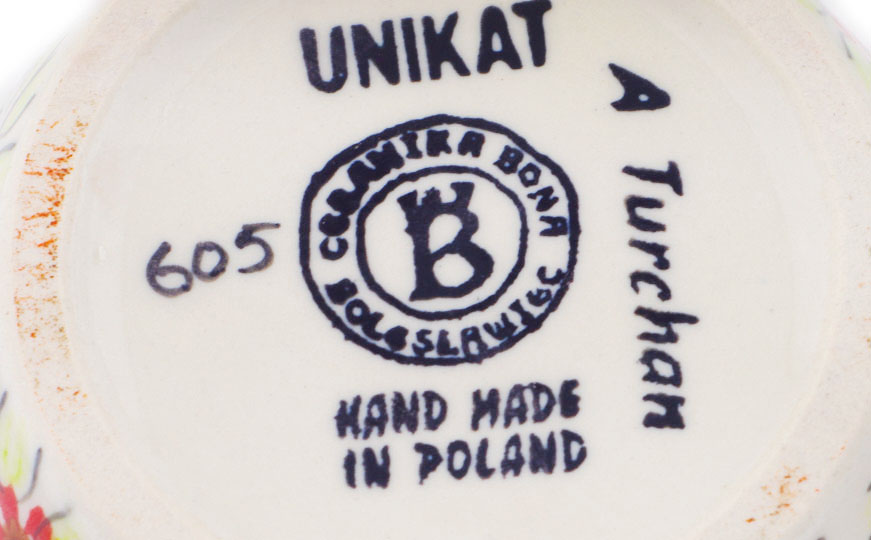 UNIKAT
A Turchan
CERAMIKA BONA
B
BOLESLAWIEC
605
HAND MADE
IN POLAND